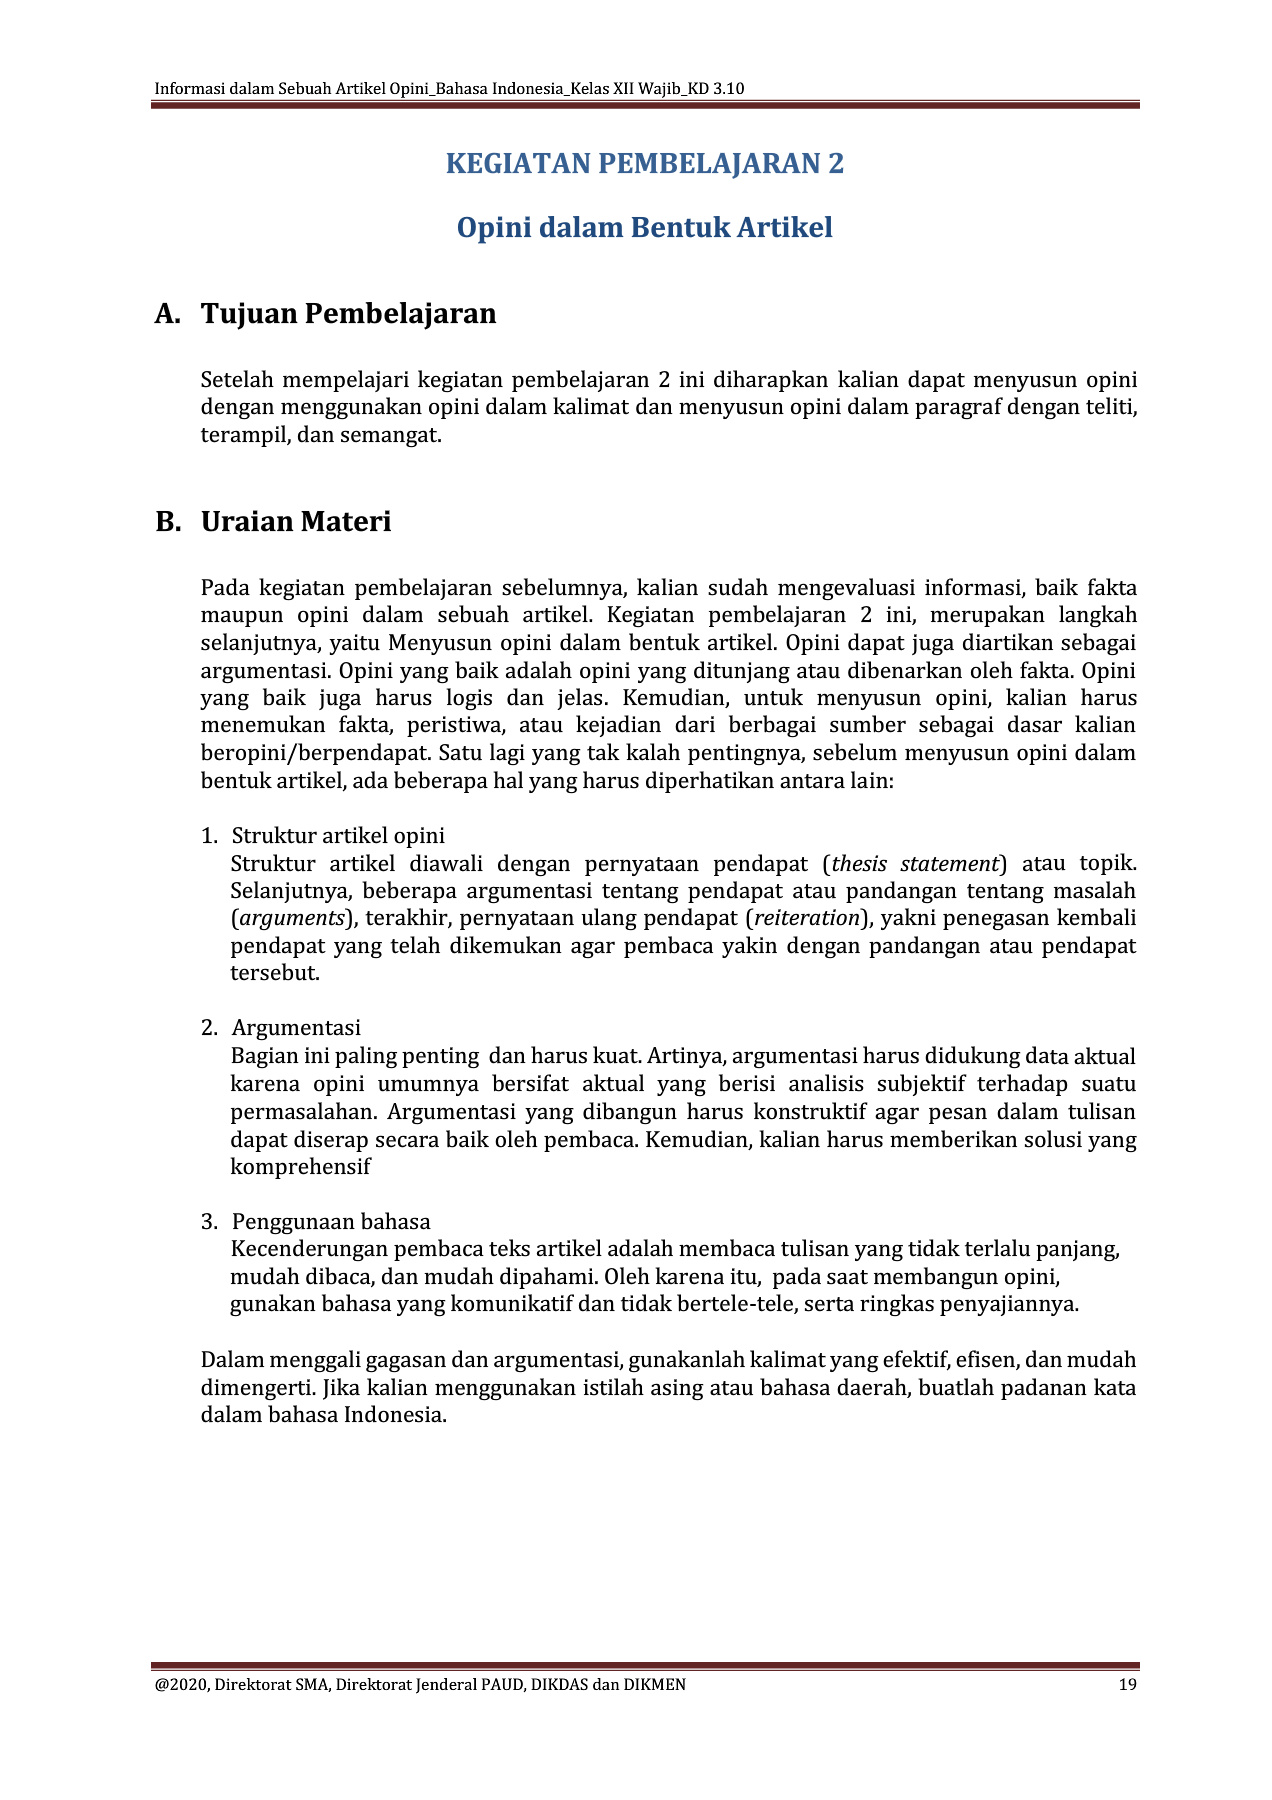 Informasi dalam Sebuah Artikel Opini_Bahasa Indonesia_Kelas XII Wajib_KD 3.10
KEGIATAN PEMBELAJARAN 2
Opini dalam Bentuk Artikel
A. Tujuan Pembelajaran
Setelah mempelajari kegiatan pembelajaran 2 ini diharapkan kalian dapat menyusun opini
dengan menggunakan opini dalam kalimat dan menyusun opini dalam paragraf dengan teliti,
terampil, dan semangat.
B. Uraian Materi
Pada kegiatan pembelajaran sebelumnya, kalian sudah mengevaluasi informasi, baik fakta
maupun opini dalam sebuah artikel. Kegiatan pembelajaran 2 ini, merupakan langkah
selanjutnya, yaitu Menyusun opini dalam bentuk artikel. Opini dapat juga diartikan sebagai
argumentasi. Opini yang baik adalah opini yang ditunjang atau dibenarkan oleh fakta. Opini
yang baik juga harus logis dan jelas. Kemudian, untuk menyusun opini, kalian harus
menemukan fakta, peristiwa, atau kejadian dari berbagai sumber sebagai dasar kalian
beropini/berpendapat. Satu lagi yang tak kalah pentingnya, sebelum menyusun opini dalam
bentuk artikel, ada beberapa hal yang harus diperhatikan antara lain:
1. Struktur artikel opini
Struktur artikel diawali dengan pernyataan pendapat (thesis statement) atau topik.
Selanjutnya, beberapa argumentasi tentang pendapat atau pandangan tentang masalah
(arguments), terakhir, pernyataan ulang pendapat (reiteration), yakni penegasan kembali
pendapat yang telah dikemukan agar pembaca yakin dengan pandangan atau pendapat
tersebut.
2. Argumentasi
Bagian ini paling penting dan harus kuat. Artinya, argumentasi harus didukung data aktual
karena opini umumnya bersifat aktual yang berisi analisis subjektif terhadap suatu
permasalahan. Argumentasi yang dibangun harus konstruktif agar pesan dalam tulisan
dapat diserap secara baik oleh pembaca. Kemudian, kalian harus memberikan solusi yang
komprehensif
3. Penggunaan bahasa
Kecenderungan pembaca teks artikel adalah membaca tulisan yang tidak terlalu panjang,
mudah dibaca, dan mudah dipahami. Oleh karena itu, pada saat membangun opini,
gunakan bahasa yang komunikatif dan tidak bertele-tele, serta ringkas penyajiannya.
Dalam menggali gagasan dan argumentasi, gunakanlah kalimat yang efektif, efisen, dan mudah
dimengerti. Jika kalian menggunakan istilah asing atau bahasa daerah, buatlah padanan kata
dalam bahasa Indonesia.
@2020, Direktorat SMA, Direktorat Jenderal PAUD, DIKDAS dan DIKMEN 19